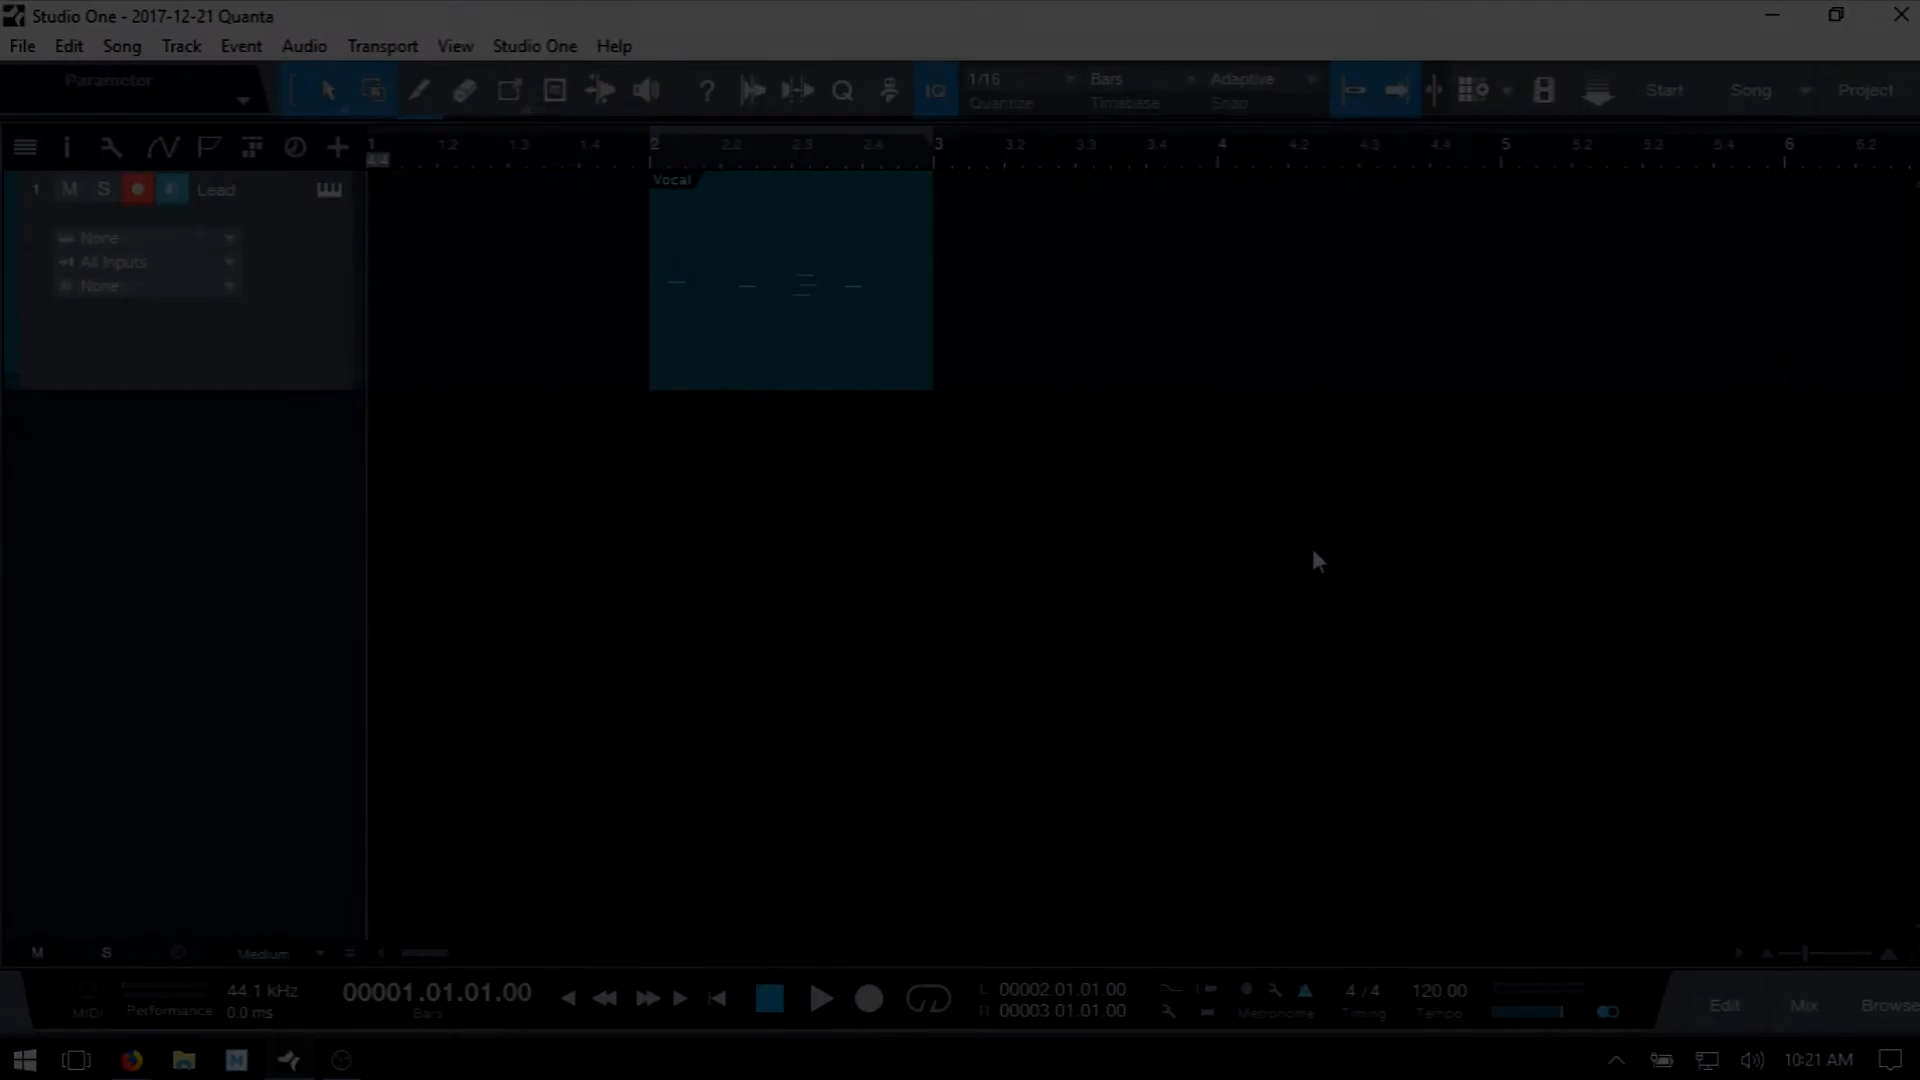 Studio One - 2017-12-21 Quanta
File Edit Song Track Event Audio Transport View Studio One Help
Parameter
? Q IQ
1/16 Bars Adaptive
Quantize Timebase Snap
Start Song Project
1 1.2 1.3 1.4 2 2.2 2.3 2.4 3 3.2 3.3 3.4 4 4.2 4.3 4.4 5 5.2 5.3 5.4 6 6.2
4/4
1 M S Lead
Vocal
None
All Inputs
None
M S Medium
44.1 kHz 00001.01.01.00 L 00002.01.01.00 4 / 4 120.00
MIDI Performance 0.0 ms Bars R 00003.01.01.00 Metronome Timing Tempo
Edit Mix Browse
10:21 AM